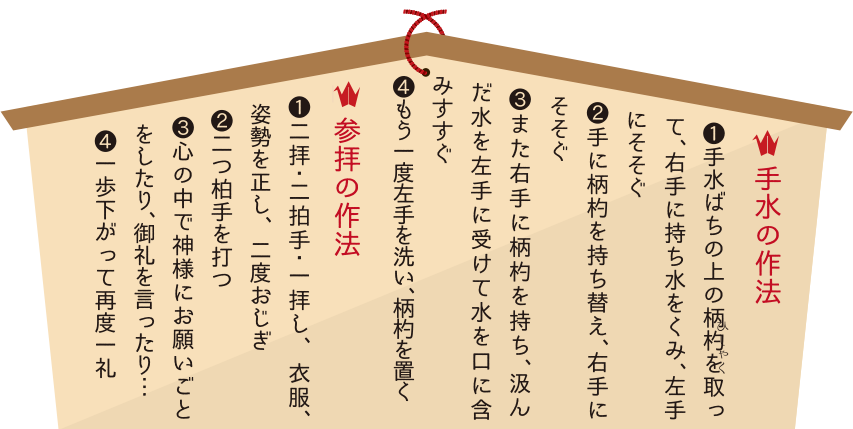 手水の作法
❶手水ばちの上の柄杓を取っ
ひしゃく
て、右手に持ち水をくみ、左手
にそそぐ
❷手に柄杓を持ち替え、右手に
そそぐ
❸また右手に柄杓を持ち、汲ん
だ水を左手に受けて水を口に含
みすすぐ
❹もう一度左手を洗い、柄杓を置く
参拝の作法
❶二拝・二拍手・一拝し、衣服、
姿勢を正し、二度おじぎ
❷二つ柏手を打つ
❸心の中で神様にお願いごと
をしたり、御礼を言ったり…
❹一歩下がって再度一礼